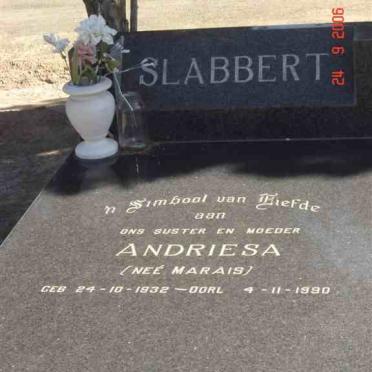 SLABBERT
24 9 2006
'n Simbool van Liefde
aan
ONS SUSTER EN MOEDER
ANDRIESA
(NEÉ MARAIS)
GEB 24-10-1932 — OORL 4-11-1990